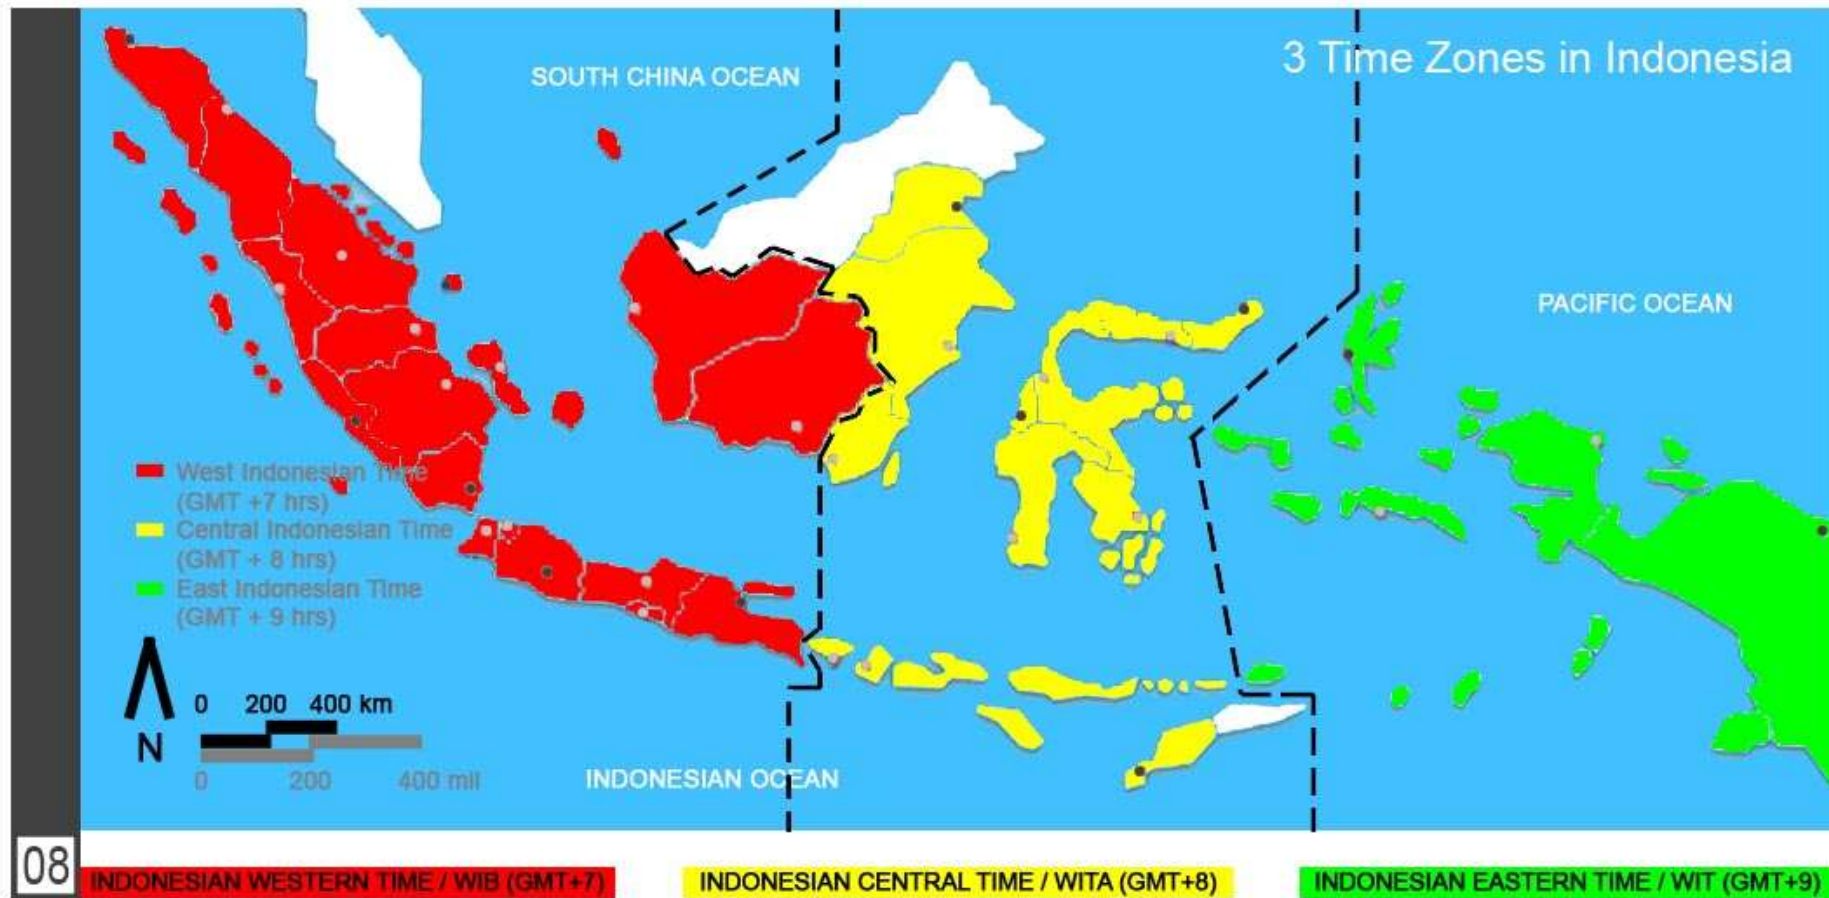 3 Time Zones in Indonesia
SOUTH CHINA OCEAN
PACIFIC OCEAN
West Indonesian Time
(GMT +7 hrs)
Central Indonesian Time
(GMT + 8 hrs)
East Indonesian Time
(GMT + 9 hrs)
0 200 400 km
N
0 200 400 mil
INDONESIAN OCEAN
08
INDONESIAN WESTERN TIME / WIB (GMT+7)
INDONESIAN CENTRAL TIME / WITA (GMT+8)
INDONESIAN EASTERN TIME / WIT (GMT+9)